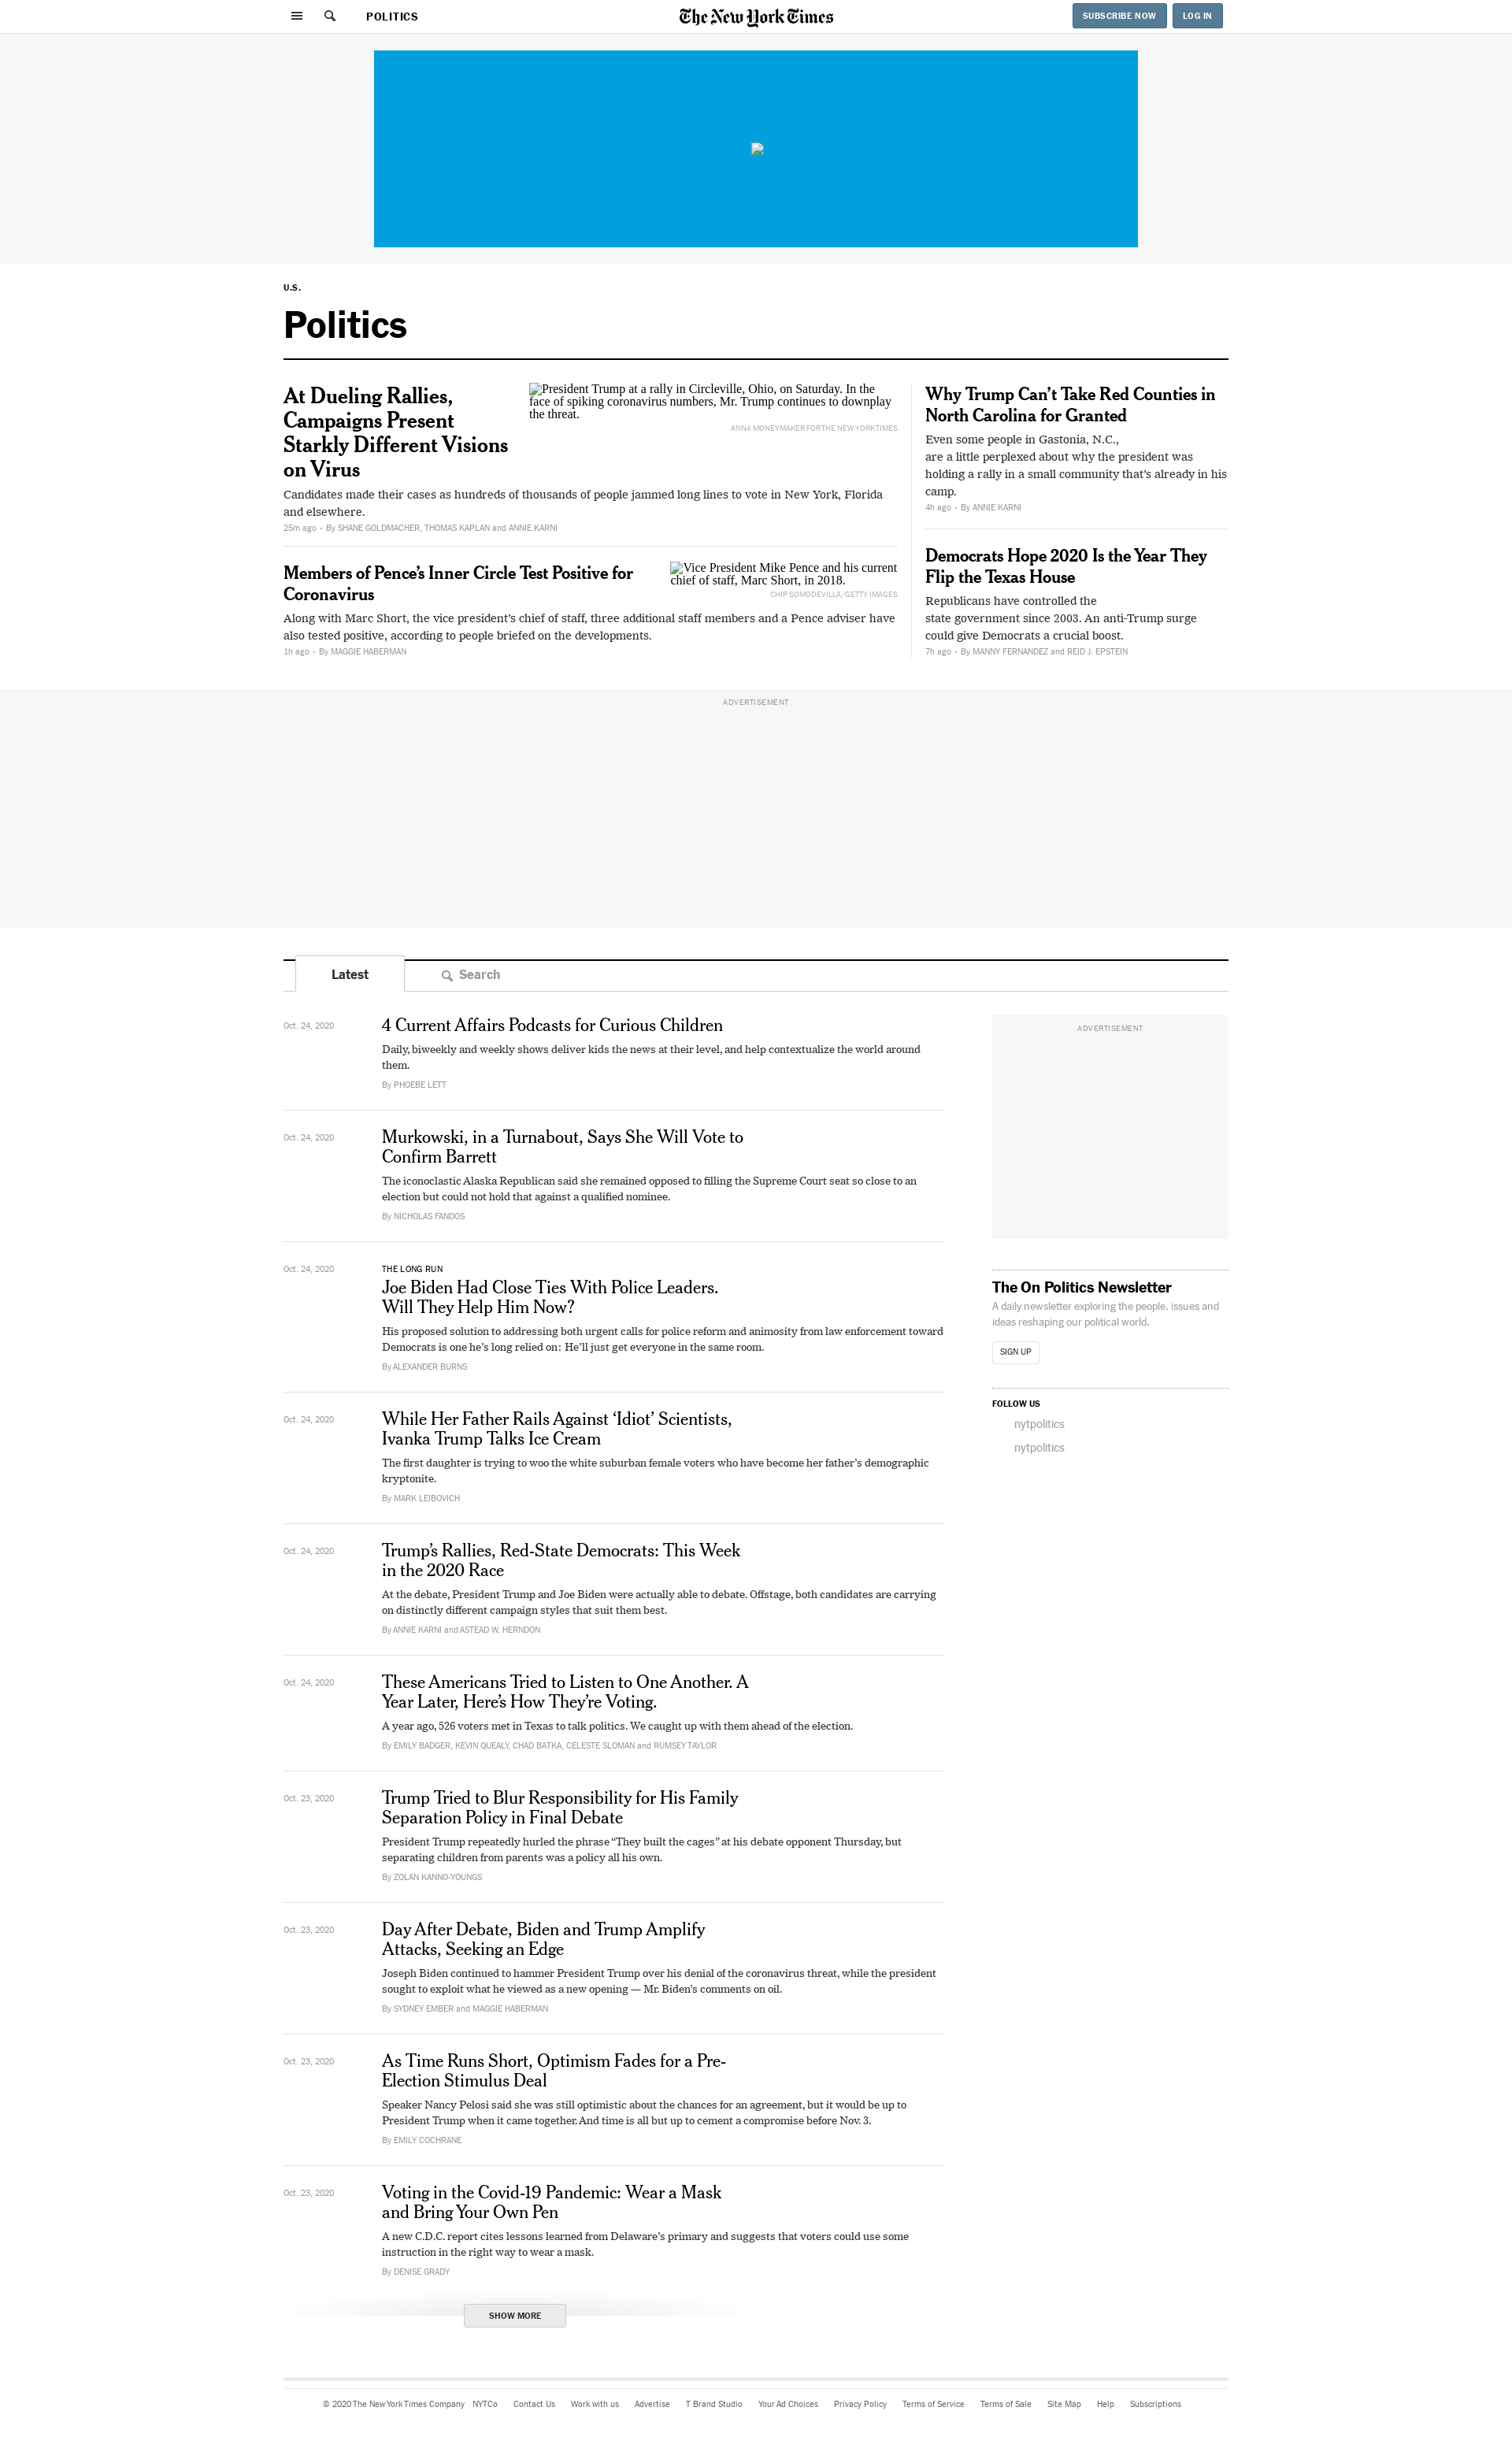 POLITICS
The New York Times
SUBSCRIBE NOW
LOG IN
U.S.
Politics
At Dueling Rallies,
Campaigns Present
Starkly Different Visions
on Virus
President Trump at a rally in Circleville, Ohio, on Saturday. In the
face of spiking coronavirus numbers, Mr. Trump continues to downplay
the threat.
ANNA MONEYMAKER FOR THE NEW YORK TIMES
Candidates made their cases as hundreds of thousands of people jammed long lines to vote in New York, Florida
and elsewhere.
25m ago • By SHANE GOLDMACHER, THOMAS KAPLAN and ANNIE KARNI
Members of Pence’s Inner Circle Test Positive for
Coronavirus
Vice President Mike Pence and his current
chief of staff, Marc Short, in 2018.
CHIP SOMODEVILLA/GETTY IMAGES
Along with Marc Short, the vice president’s chief of staff, three additional staff members and a Pence adviser have
also tested positive, according to people briefed on the developments.
1h ago • By MAGGIE HABERMAN
Why Trump Can’t Take Red Counties in
North Carolina for Granted
Even some people in Gastonia, N.C.,
are a little perplexed about why the president was
holding a rally in a small community that’s already in his
camp.
4h ago • By ANNIE KARNI
Democrats Hope 2020 Is the Year They
Flip the Texas House
Republicans have controlled the
state government since 2003. An anti-Trump surge
could give Democrats a crucial boost.
7h ago • By MANNY FERNANDEZ and REID J. EPSTEIN
ADVERTISEMENT
Latest
Search
Oct. 24, 2020
4 Current Affairs Podcasts for Curious Children
Daily, biweekly and weekly shows deliver kids the news at their level, and help contextualize the world around
them.
By PHOEBE LETT
Oct. 24, 2020
Murkowski, in a Turnabout, Says She Will Vote to
Confirm Barrett
The iconoclastic Alaska Republican said she remained opposed to filling the Supreme Court seat so close to an
election but could not hold that against a qualified nominee.
By NICHOLAS FANDOS
Oct. 24, 2020
THE LONG RUN
Joe Biden Had Close Ties With Police Leaders.
Will They Help Him Now?
His proposed solution to addressing both urgent calls for police reform and animosity from law enforcement toward
Democrats is one he’s long relied on: He’ll just get everyone in the same room.
By ALEXANDER BURNS
Oct. 24, 2020
While Her Father Rails Against ‘Idiot’ Scientists,
Ivanka Trump Talks Ice Cream
The first daughter is trying to woo the white suburban female voters who have become her father’s demographic
kryptonite.
By MARK LEIBOVICH
Oct. 24, 2020
Trump’s Rallies, Red-State Democrats: This Week
in the 2020 Race
At the debate, President Trump and Joe Biden were actually able to debate. Offstage, both candidates are carrying
on distinctly different campaign styles that suit them best.
By ANNIE KARNI and ASTEAD W. HERNDON
Oct. 24, 2020
These Americans Tried to Listen to One Another. A
Year Later, Here’s How They’re Voting.
A year ago, 526 voters met in Texas to talk politics. We caught up with them ahead of the election.
By EMILY BADGER, KEVIN QUEALY, CHAD BATKA, CELESTE SLOMAN and RUMSEY TAYLOR
Oct. 23, 2020
Trump Tried to Blur Responsibility for His Family
Separation Policy in Final Debate
President Trump repeatedly hurled the phrase “They built the cages” at his debate opponent Thursday, but
separating children from parents was a policy all his own.
By ZOLAN KANNO-YOUNGS
Oct. 23, 2020
Day After Debate, Biden and Trump Amplify
Attacks, Seeking an Edge
Joseph Biden continued to hammer President Trump over his denial of the coronavirus threat, while the president
sought to exploit what he viewed as a new opening — Mr. Biden’s comments on oil.
By SYDNEY EMBER and MAGGIE HABERMAN
Oct. 23, 2020
As Time Runs Short, Optimism Fades for a Pre-
Election Stimulus Deal
Speaker Nancy Pelosi said she was still optimistic about the chances for an agreement, but it would be up to
President Trump when it came together. And time is all but up to cement a compromise before Nov. 3.
By EMILY COCHRANE
Oct. 23, 2020
Voting in the Covid-19 Pandemic: Wear a Mask
and Bring Your Own Pen
A new C.D.C. report cites lessons learned from Delaware’s primary and suggests that voters could use some
instruction in the right way to wear a mask.
By DENISE GRADY
SHOW MORE
ADVERTISEMENT
The On Politics Newsletter
A daily newsletter exploring the people, issues and
ideas reshaping our political world.
SIGN UP
FOLLOW US
nytpolitics
nytpolitics
© 2020 The New York Times Company NYTCo Contact Us Work with us Advertise T Brand Studio Your Ad Choices Privacy Policy Terms of Service Terms of Sale Site Map Help Subscriptions